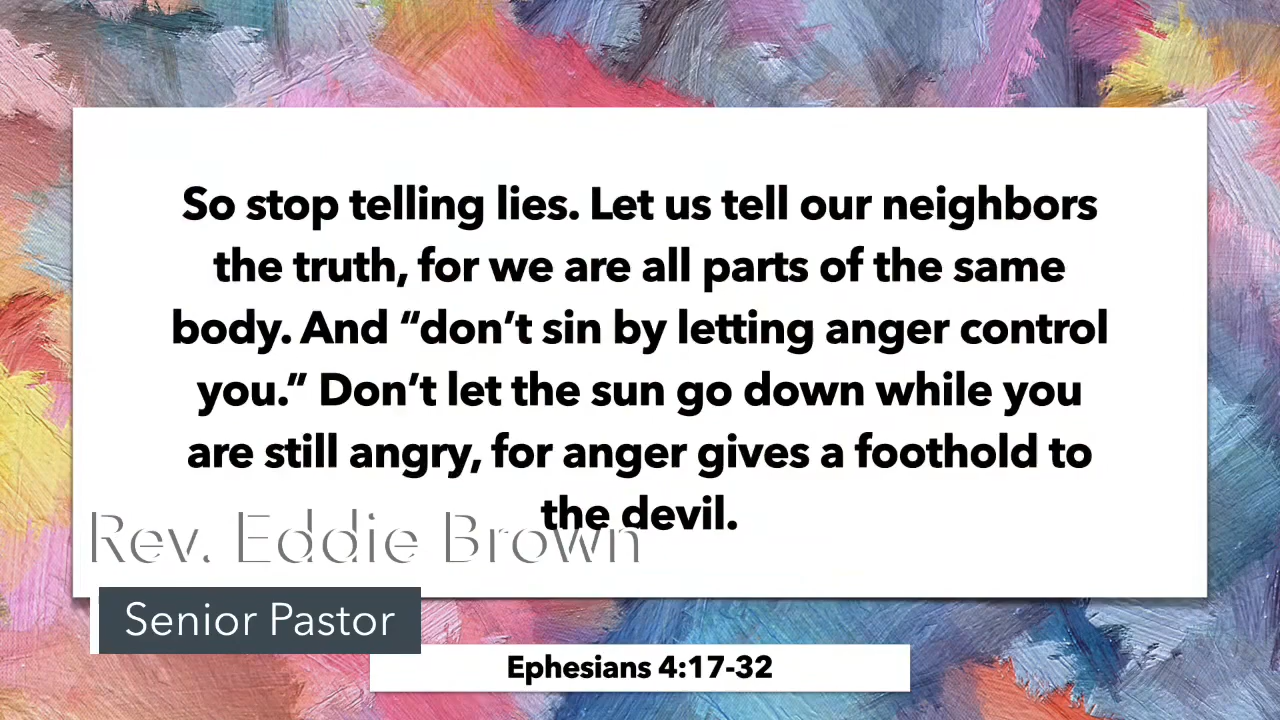 So stop telling lies. Let us tell our neighbors
the truth, for we are all parts of the same
body. And “don’t sin by letting anger control
you.” Don’t let the sun go down while you
are still angry, for anger gives a foothold to
the devil.
Rev. Eddie Brown
Senior Pastor
Ephesians 4:17-32